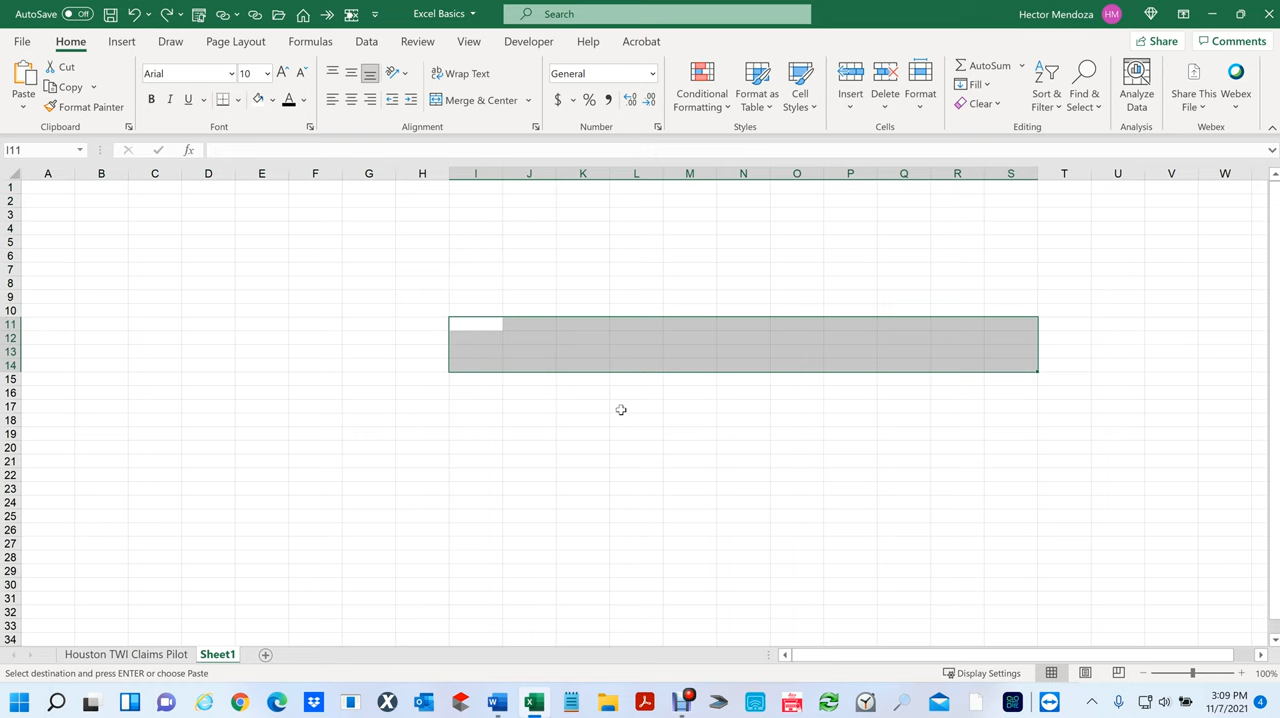 AutoSave Off Excel Basics Search Hector Mendoza HM
File Home Insert Draw Page Layout Formulas Data Review View Developer Help Acrobat Share Comments
Paste Cut Copy Format Painter Clipboard
Arial 10 B I U A Font
Wrap Text Merge & Center Alignment
General $ % , Number
Conditional Formatting Format as Table Cell Styles Styles
Insert Delete Format Cells
AutoSum Fill Clear Sort & Filter Find & Select Editing
Analyze Data Analysis
Share This File Webex Webex
I11 fx
A B C D E F G H I J K L M N O P Q R S T U V W
1
2
3
4
5
6
7
8
9
10
11
12
13
14
15
16
17
18
19
20
21
22
23
24
25
26
27
28
29
30
31
32
33
34
Houston TWI Claims Pilot Sheet1
Select destination and press ENTER or choose Paste Display Settings 100%
3:09 PM
11/7/2021
4